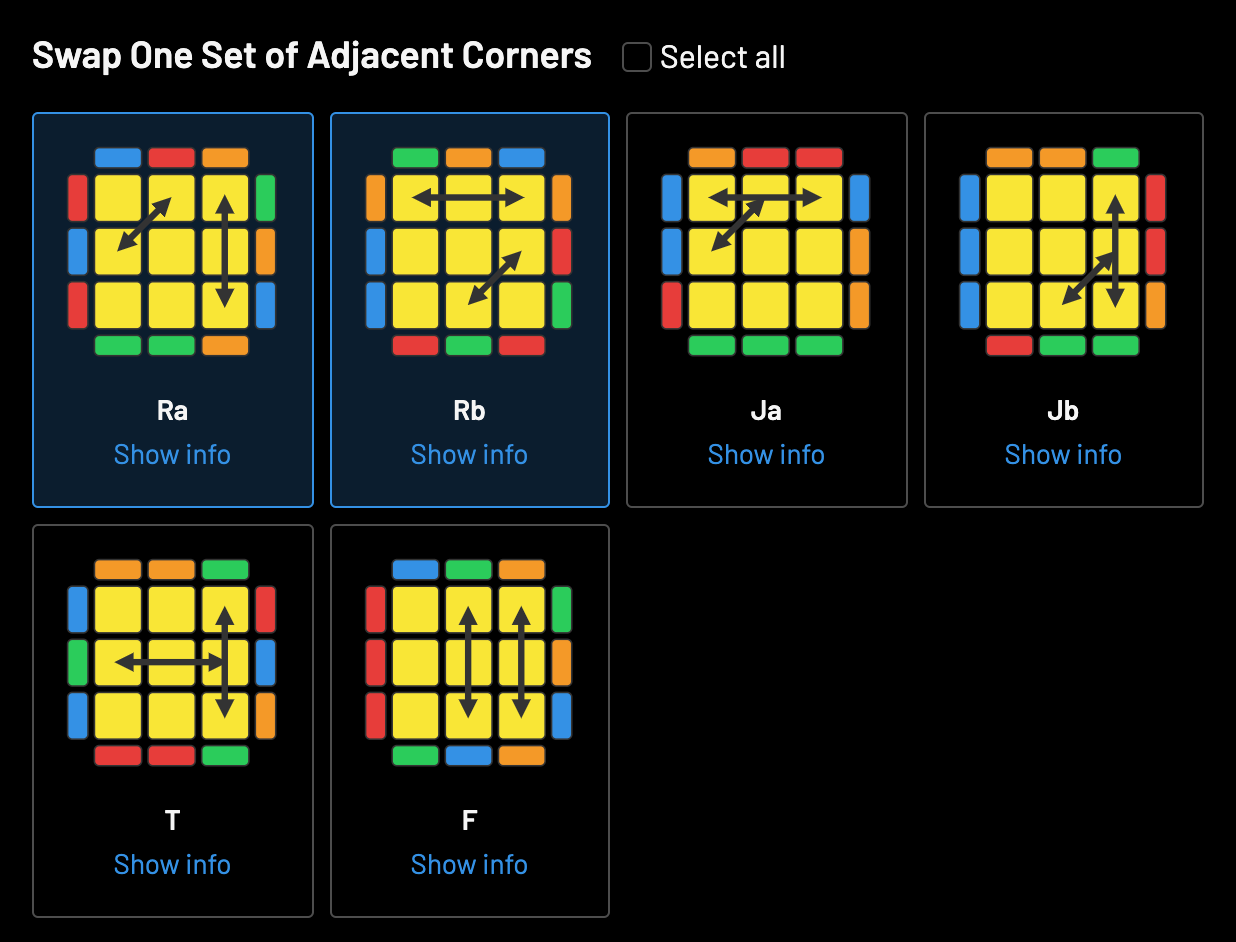 Swap One Set of Adjacent Corners Select all
Ra Rb Ja Jb
Show info Show info Show info Show info
T F
Show info Show info